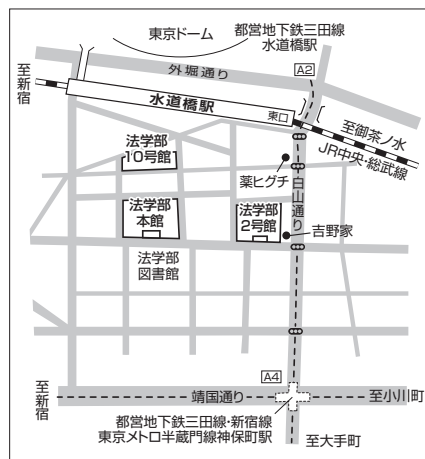 東京ドーム
都営地下鉄三田線
水道橋駅
外堀通り
A2
至新宿
水道橋駅
東口
至御茶ノ水
JR中央・総武線
法学部
10号館
薬ヒグチ
白山通り
法学部
本館
法学部
2号館
吉野家
法学部
図書館
A4
至新宿
靖国通り
至小川町
都営地下鉄三田線・新宿線
東京メトロ半蔵門線神保町駅
至大手町